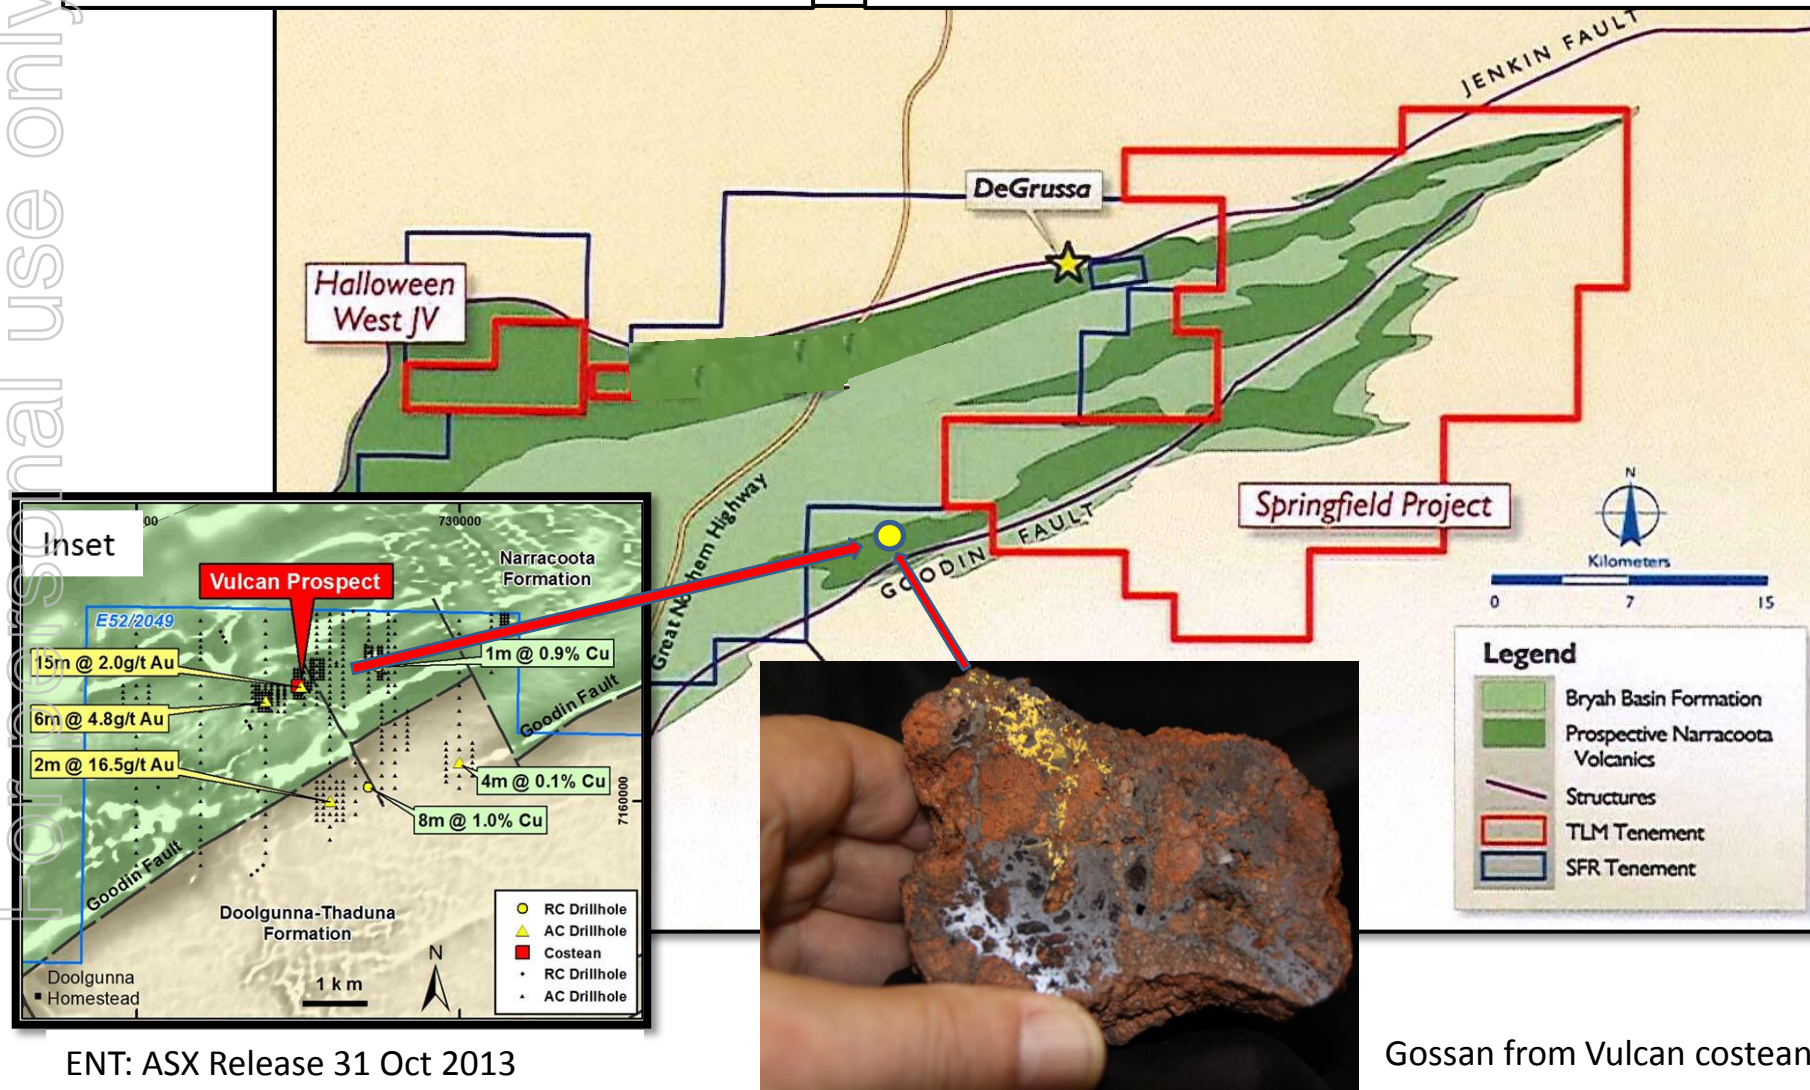 For personal use only
JENKIN FAULT
DeGrussa
Halloween
West JV
Great Northern Highway
GOODIN FAULT
Springfield Project
N
Kilometers
0 7 15
Legend
Bryah Basin Formation
Prospective Narracoota
Volcanics
Structures
TLM Tenement
SFR Tenement
Inset
00
730000
Narracoota
Formation
Vulcan Prospect
E52/2049
15m @ 2.0g/t Au
1m @ 0.9% Cu
6m @ 4.8g/t Au
Goodin Fault
2m @ 16.5g/t Au
4m @ 0.1% Cu
7160000
8m @ 1.0% Cu
Goodin Fault
Doolgunna-Thaduna
Formation
RC Drillhole
AC Drillhole
Costean
RC Drillhole
AC Drillhole
N
1 km
Doolgunna
Homestead
ENT: ASX Release 31 Oct 2013
Gossan from Vulcan costean